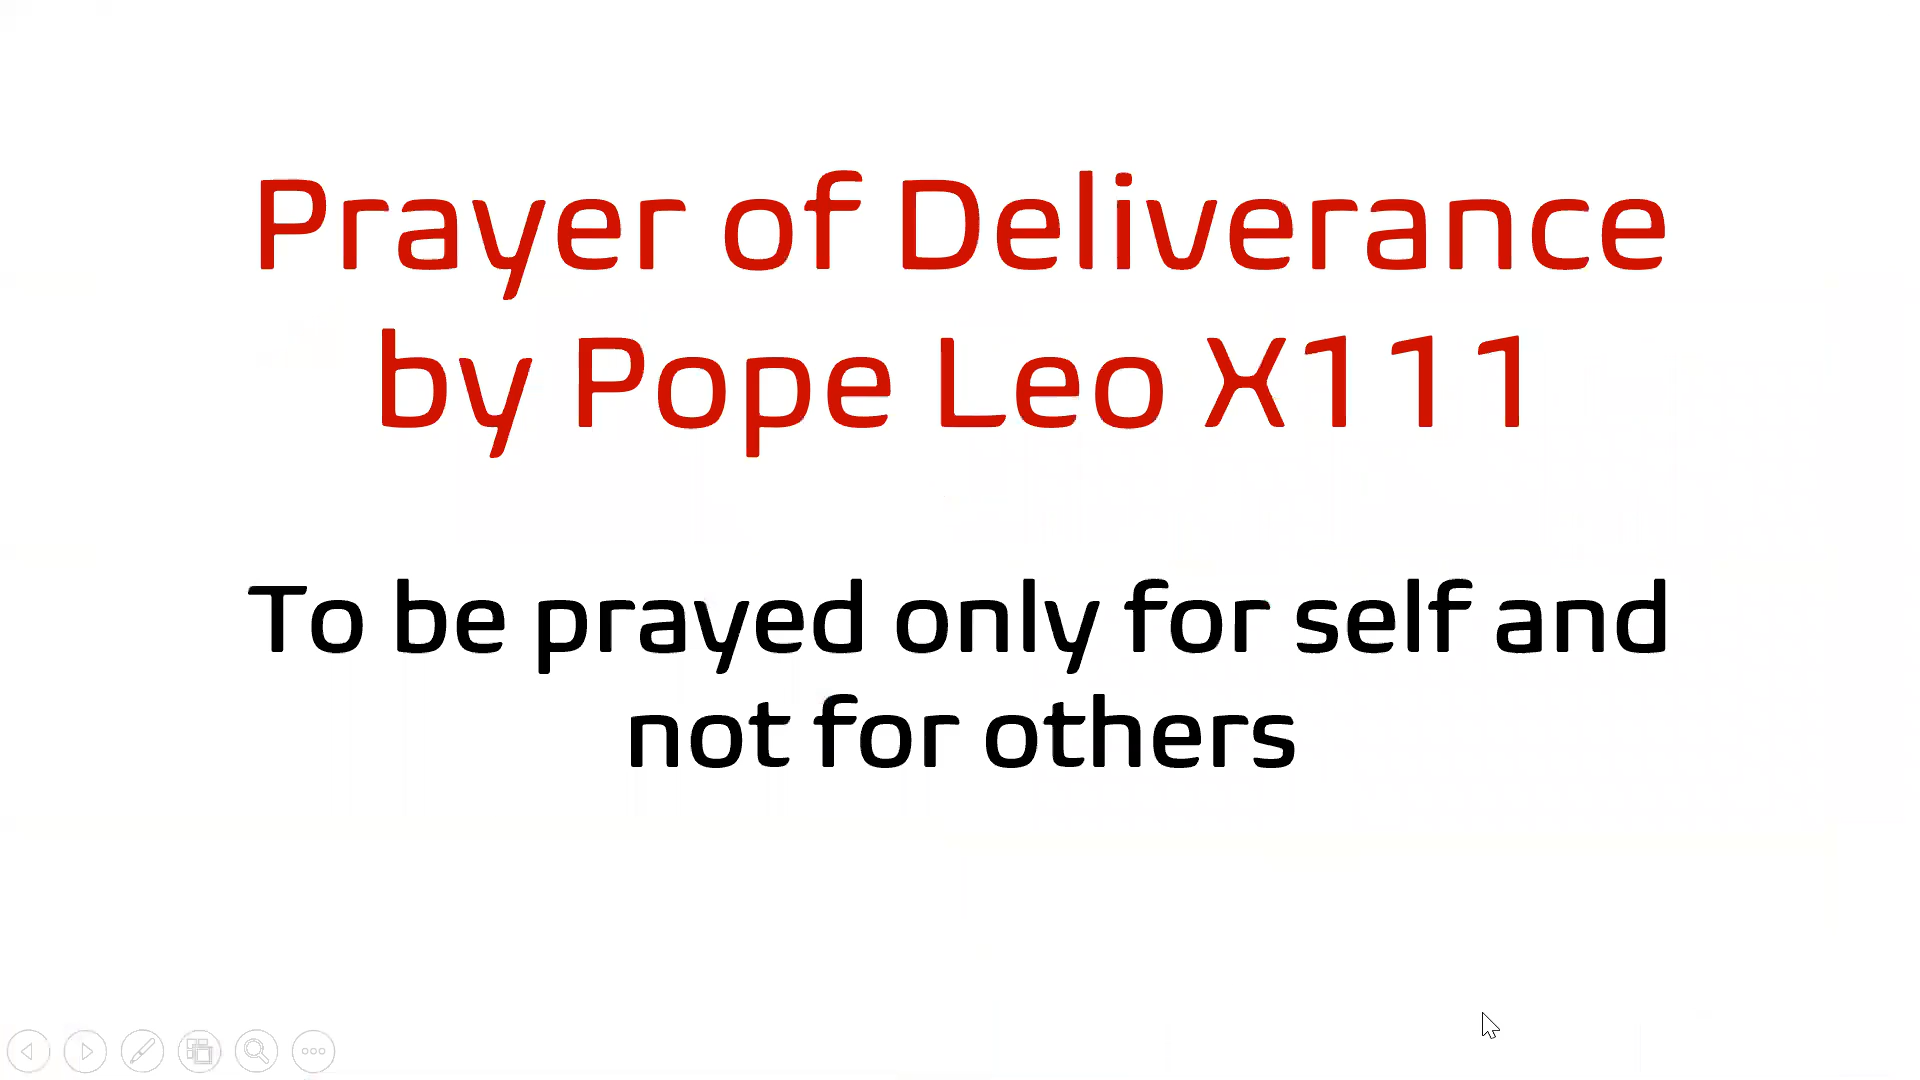 Prayer of Deliverance
by Pope Leo X111
To be prayed only for self and
not for others